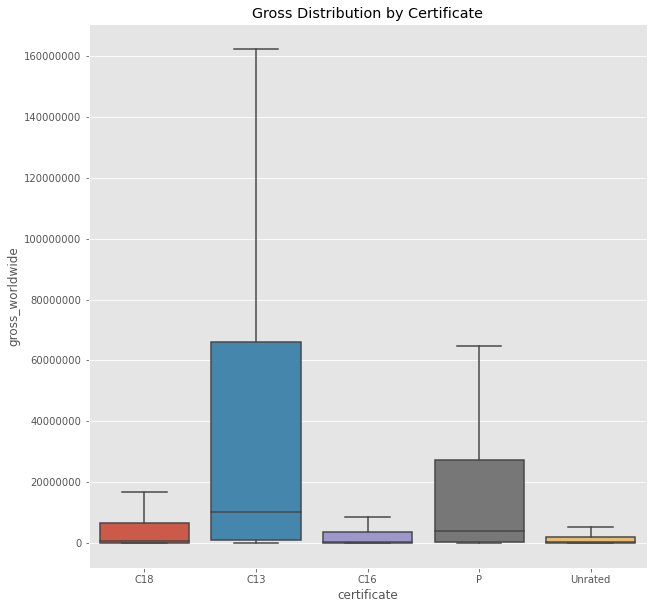 Gross Distribution by Certificate
gross_worldwide
160000000
140000000
120000000
100000000
80000000
60000000
40000000
20000000
0
C18 C13 C16 P Unrated
certificate